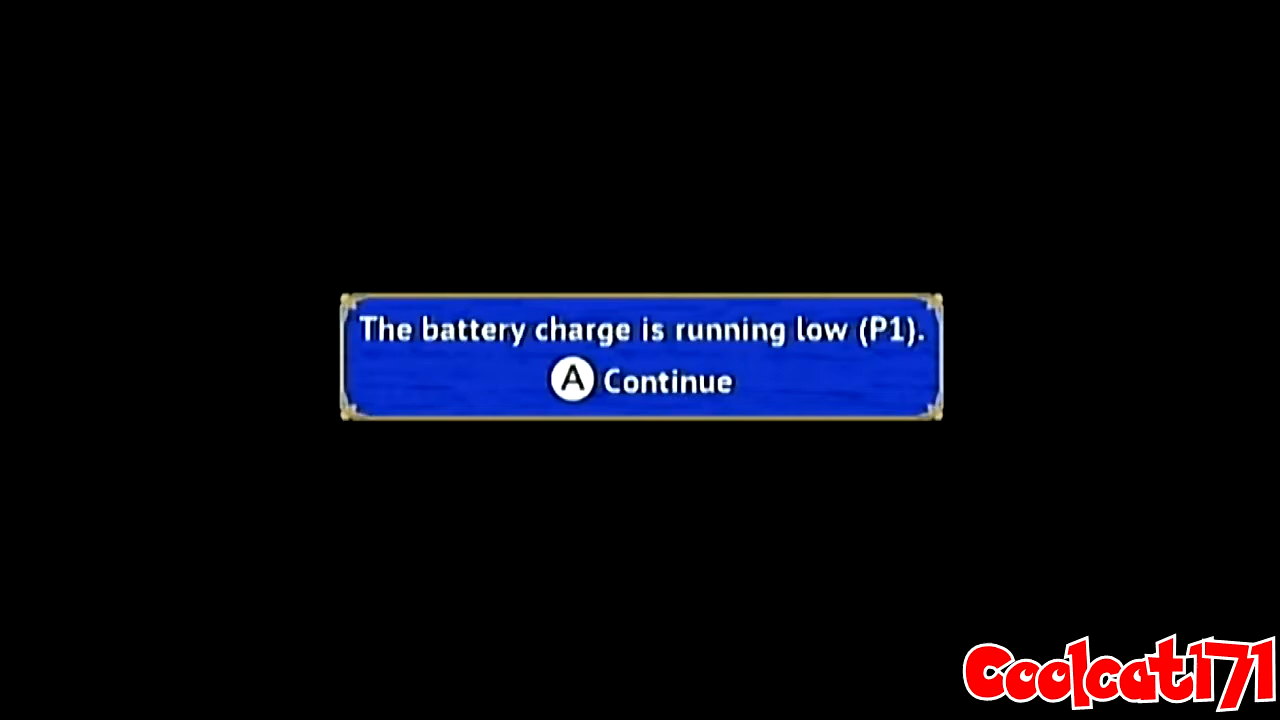 The battery charge is running low (P1).
A Continue
Coolcat171